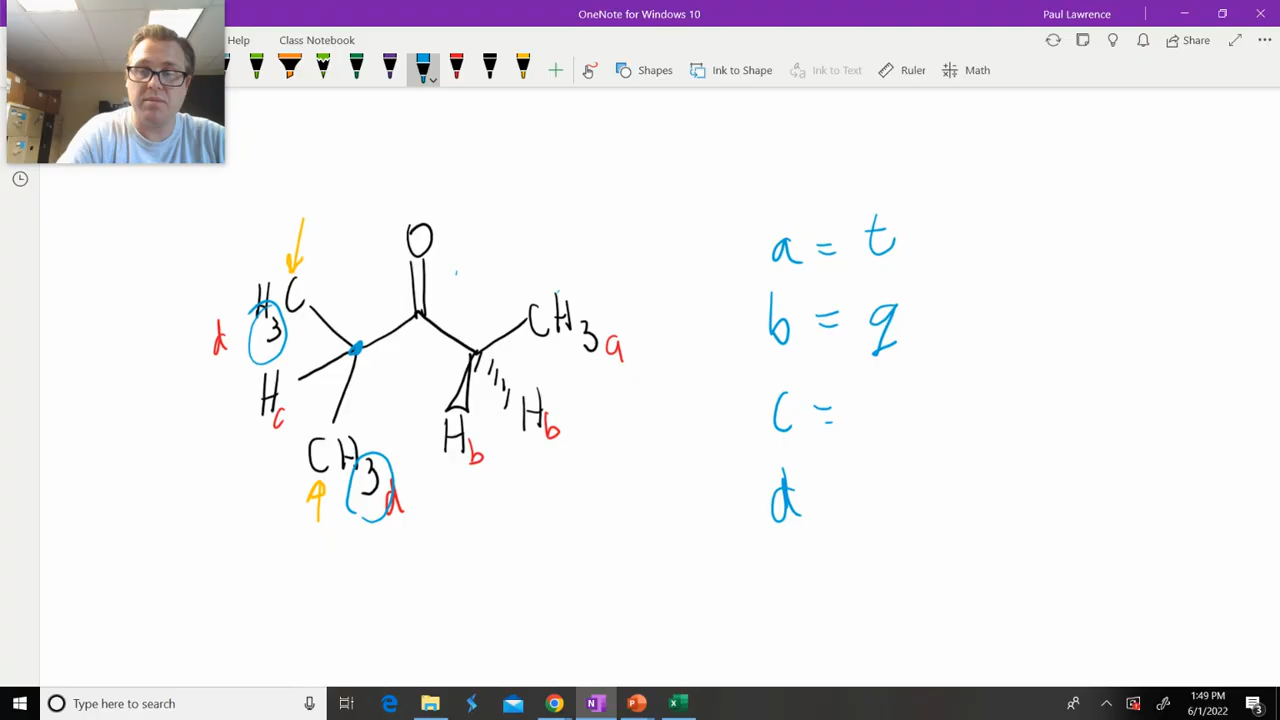 OneNote for Windows 10
Paul Lawrence
Help
Class Notebook
Share
Shapes
Ink to Shape
Ink to Text
Ruler
Math
O
H3C
d
CH3 a
H c
H b
H b
CH3 d
a = t
b = q
c =
d
Type here to search
1:49 PM
6/1/2022
3